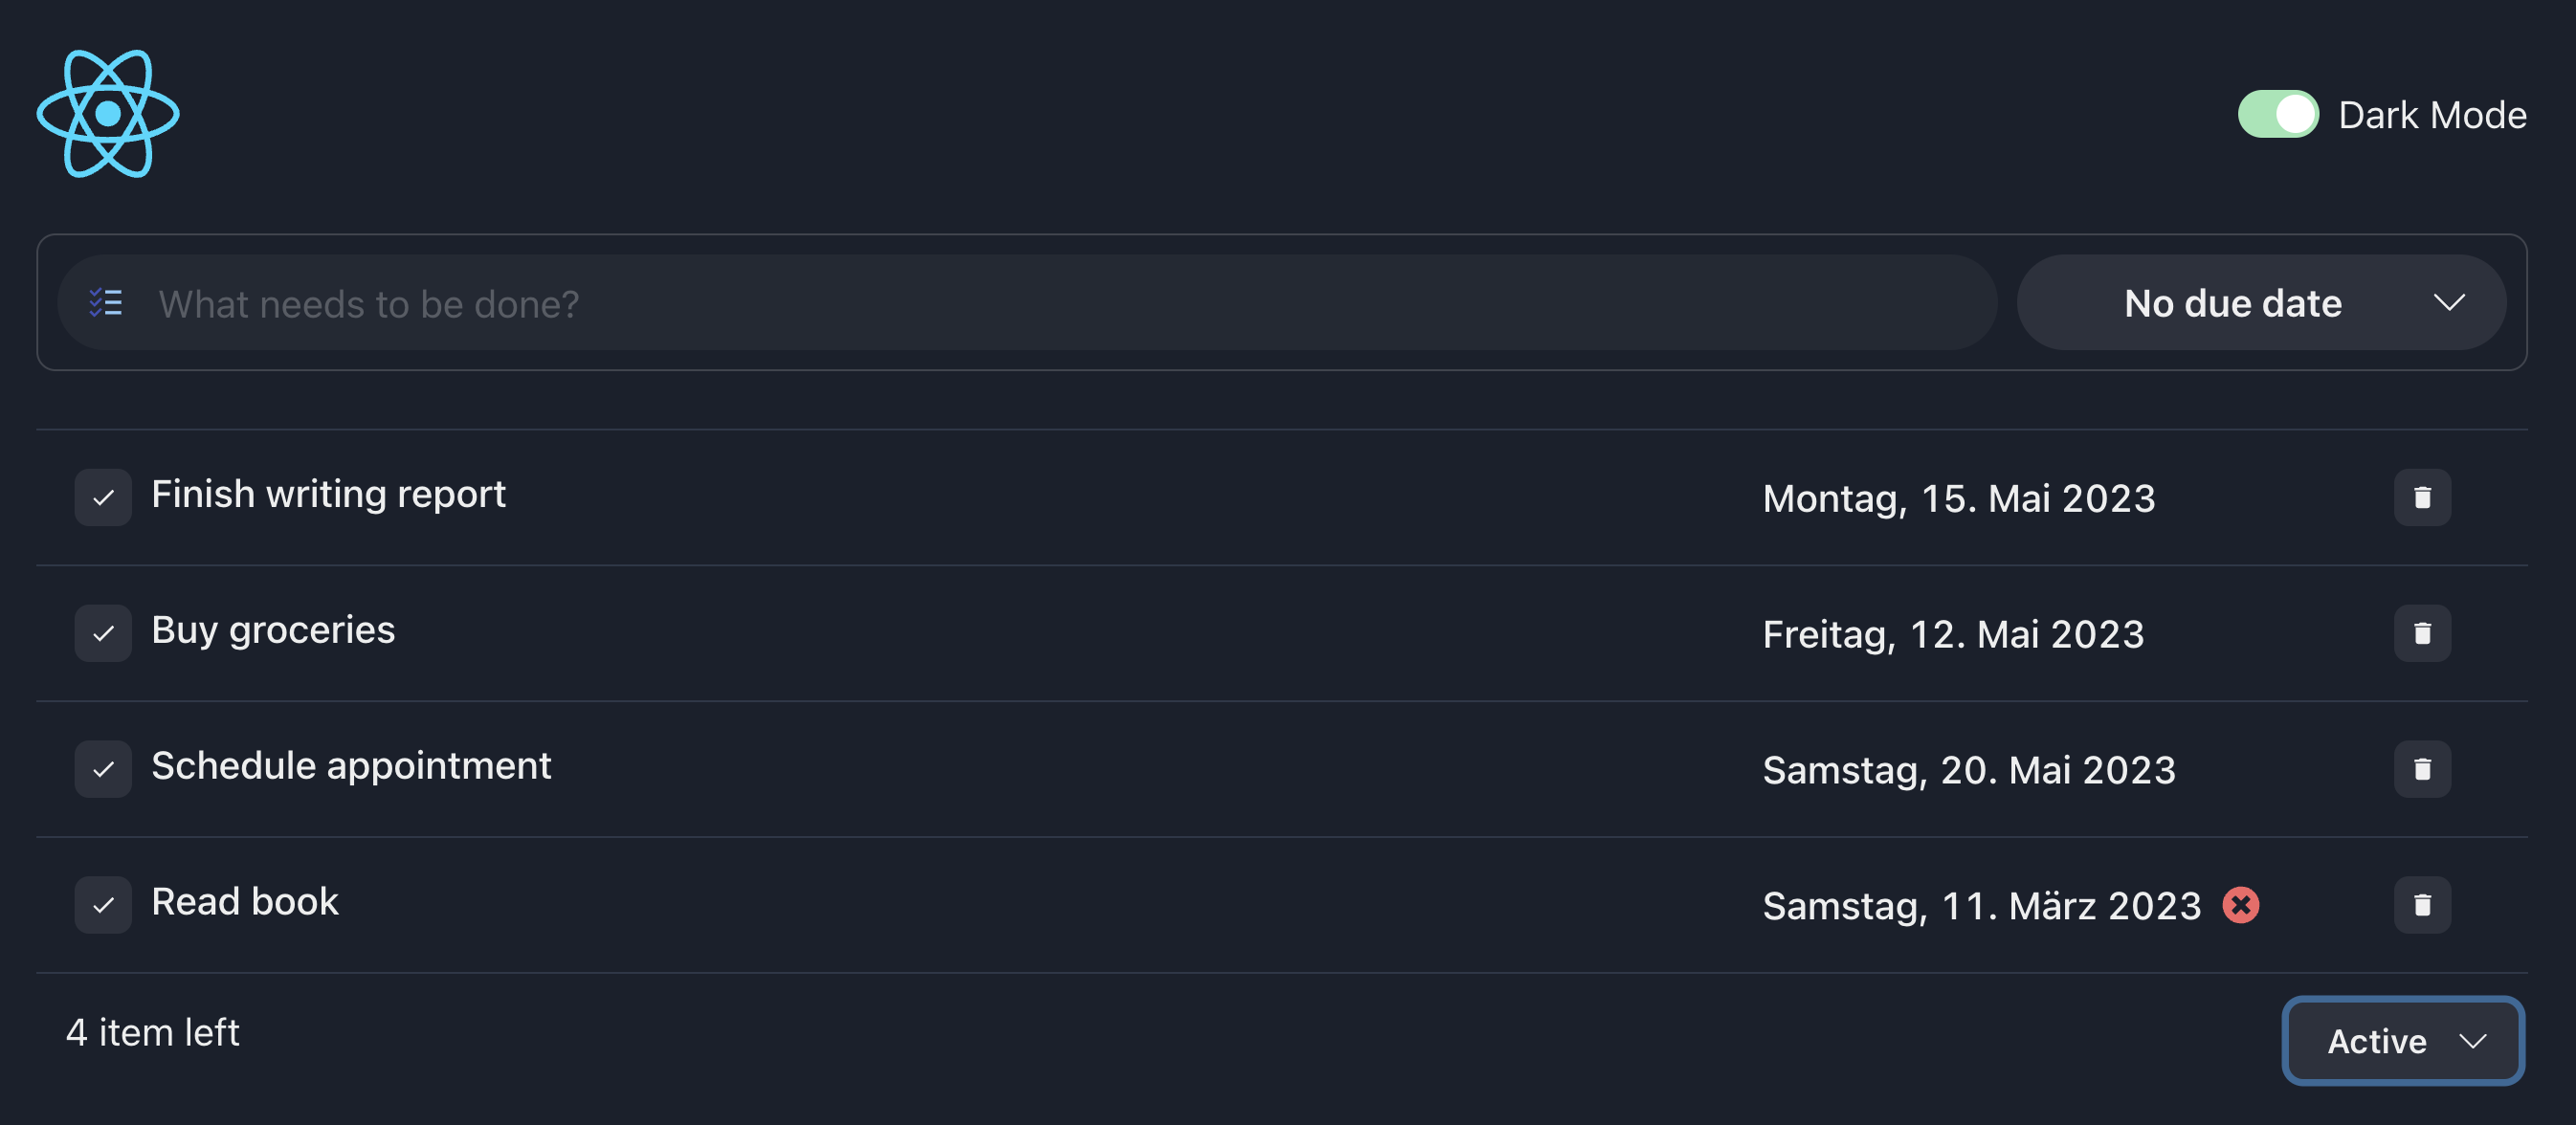 Dark Mode
What needs to be done?
No due date
Finish writing report
Montag, 15. Mai 2023
Buy groceries
Freitag, 12. Mai 2023
Schedule appointment
Samstag, 20. Mai 2023
Read book
Samstag, 11. März 2023
4 item left
Active